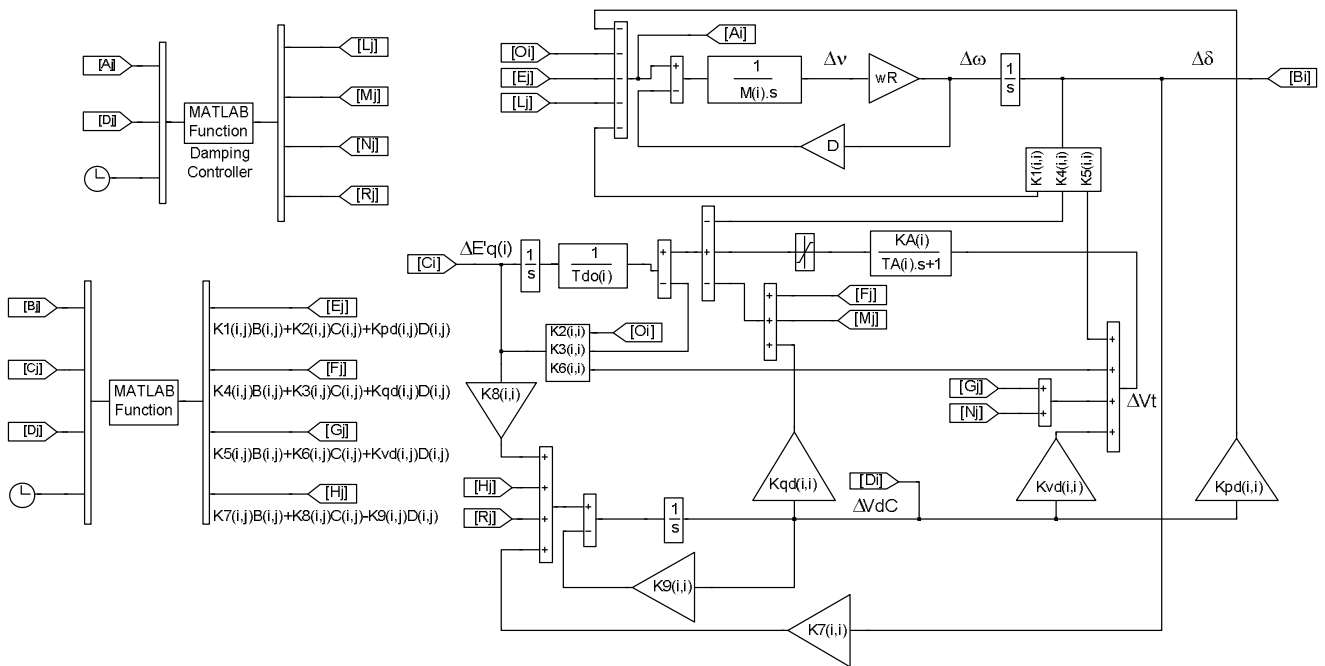 [Aj]
[Dj]
MATLAB
Function
Damping
Controller
[Lj]
[Mj]
[Nj]
[Rj]
[Bj]
[Cj]
[Dj]
MATLAB
Function
[Ej]
K1(i,j)B(i,j)+K2(i,j)C(i,j)+Kpd(i,j)D(i,j)
[Fj]
K4(i,j)B(i,j)+K3(i,j)C(i,j)+Kqd(i,j)D(i,j)
[Gj]
K5(i,j)B(i,j)+K6(i,j)C(i,j)+Kvd(i,j)D(i,j)
[Hj]
K7(i,j)B(i,j)+K8(i,j)C(i,j)-K9(i,j)D(i,j)
[Oi]
[Ej]
[Lj]
−
−
−
−
−
[Ai]
+
−
1
M(i).s
Δν
wR
Δω
1
s
Δδ
[Bi]
D
K1(i,i)
K4(i,i)
K5(i,i)
[Ci]
ΔE'q(i)
1
s
1
Tdo(i)
+
−
−
+
−
KA(i)
TA(i).s+1
[Fj]
[Mj]
+
+
+
K2(i,i)
K3(i,i)
K6(i,i)
[Oi]
K8(i,i)
[Gj]
[Nj]
+
+
+
+
+
+
ΔVt
[Hj]
[Rj]
+
+
+
+
+
−
1
s
Kqd(i,i)
[Di]
ΔVdC
Kvd(i,i)
Kpd(i,i)
K9(i,i)
K7(i,i)